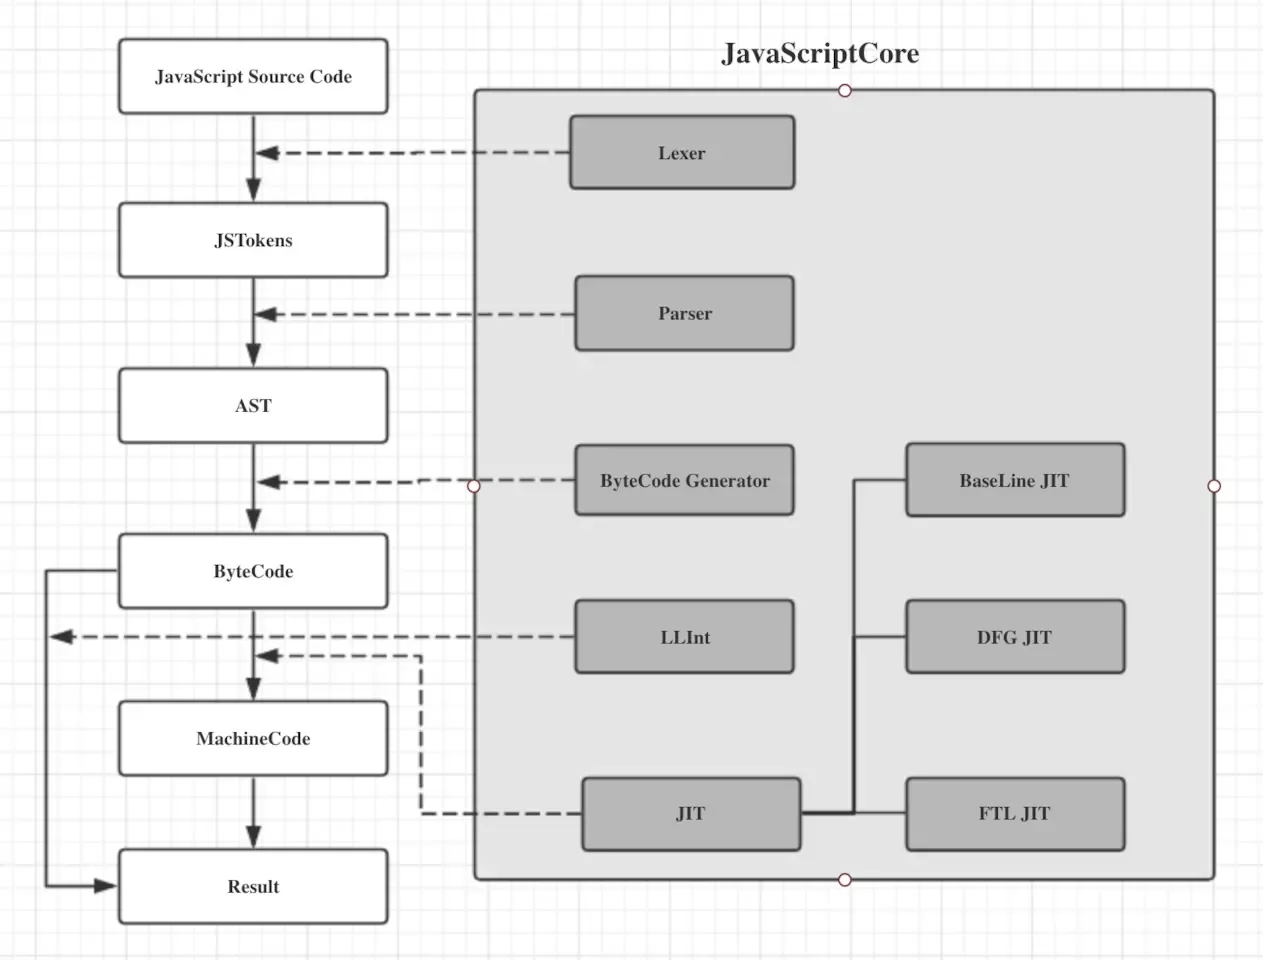 JavaScriptCore
JavaScript Source Code
Lexer
JSTokens
Parser
AST
ByteCode Generator
BaseLine JIT
ByteCode
LLInt
DFG JIT
MachineCode
JIT
FTL JIT
Result